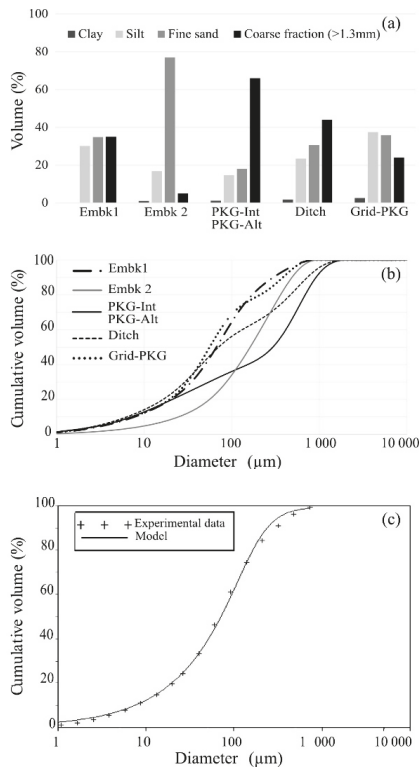 (a)
100
80
60
40
20
0
Volume (%)
Clay Silt Fine sand Coarse fraction (>1.3mm)
Embk1 Embk 2 PKG-Int Ditch Grid-PKG
PKG-Alt
(b)
100
80
60
40
20
0
Cumulative volume (%)
Embk1
Embk 2
PKG-Int
PKG-Alt
Ditch
Grid-PKG
1 10 100 1 000 10 000
Diameter (µm)
(c)
100
80
60
40
20
0
Cumulative volume (%)
+ + + Experimental data
Model
1 10 100 1 000 10 000
Diameter (µm)